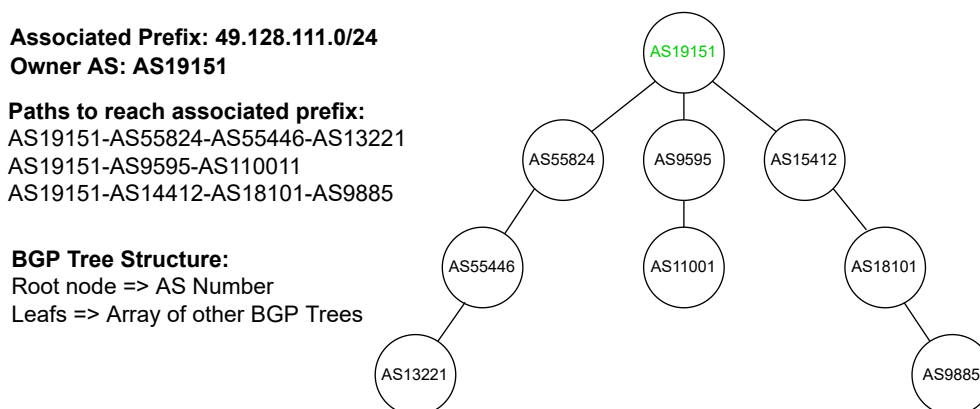 Associated Prefix: 49.128.111.0/24
Owner AS: AS19151
Paths to reach associated prefix:
AS19151-AS55824-AS55446-AS13221
AS19151-AS9595-AS110011
AS19151-AS14412-AS18101-AS9885
BGP Tree Structure:
Root node => AS Number
Leafs => Array of other BGP Trees
AS19151
AS55824
AS9595
AS15412
AS55446
AS11001
AS18101
AS13221
AS9885